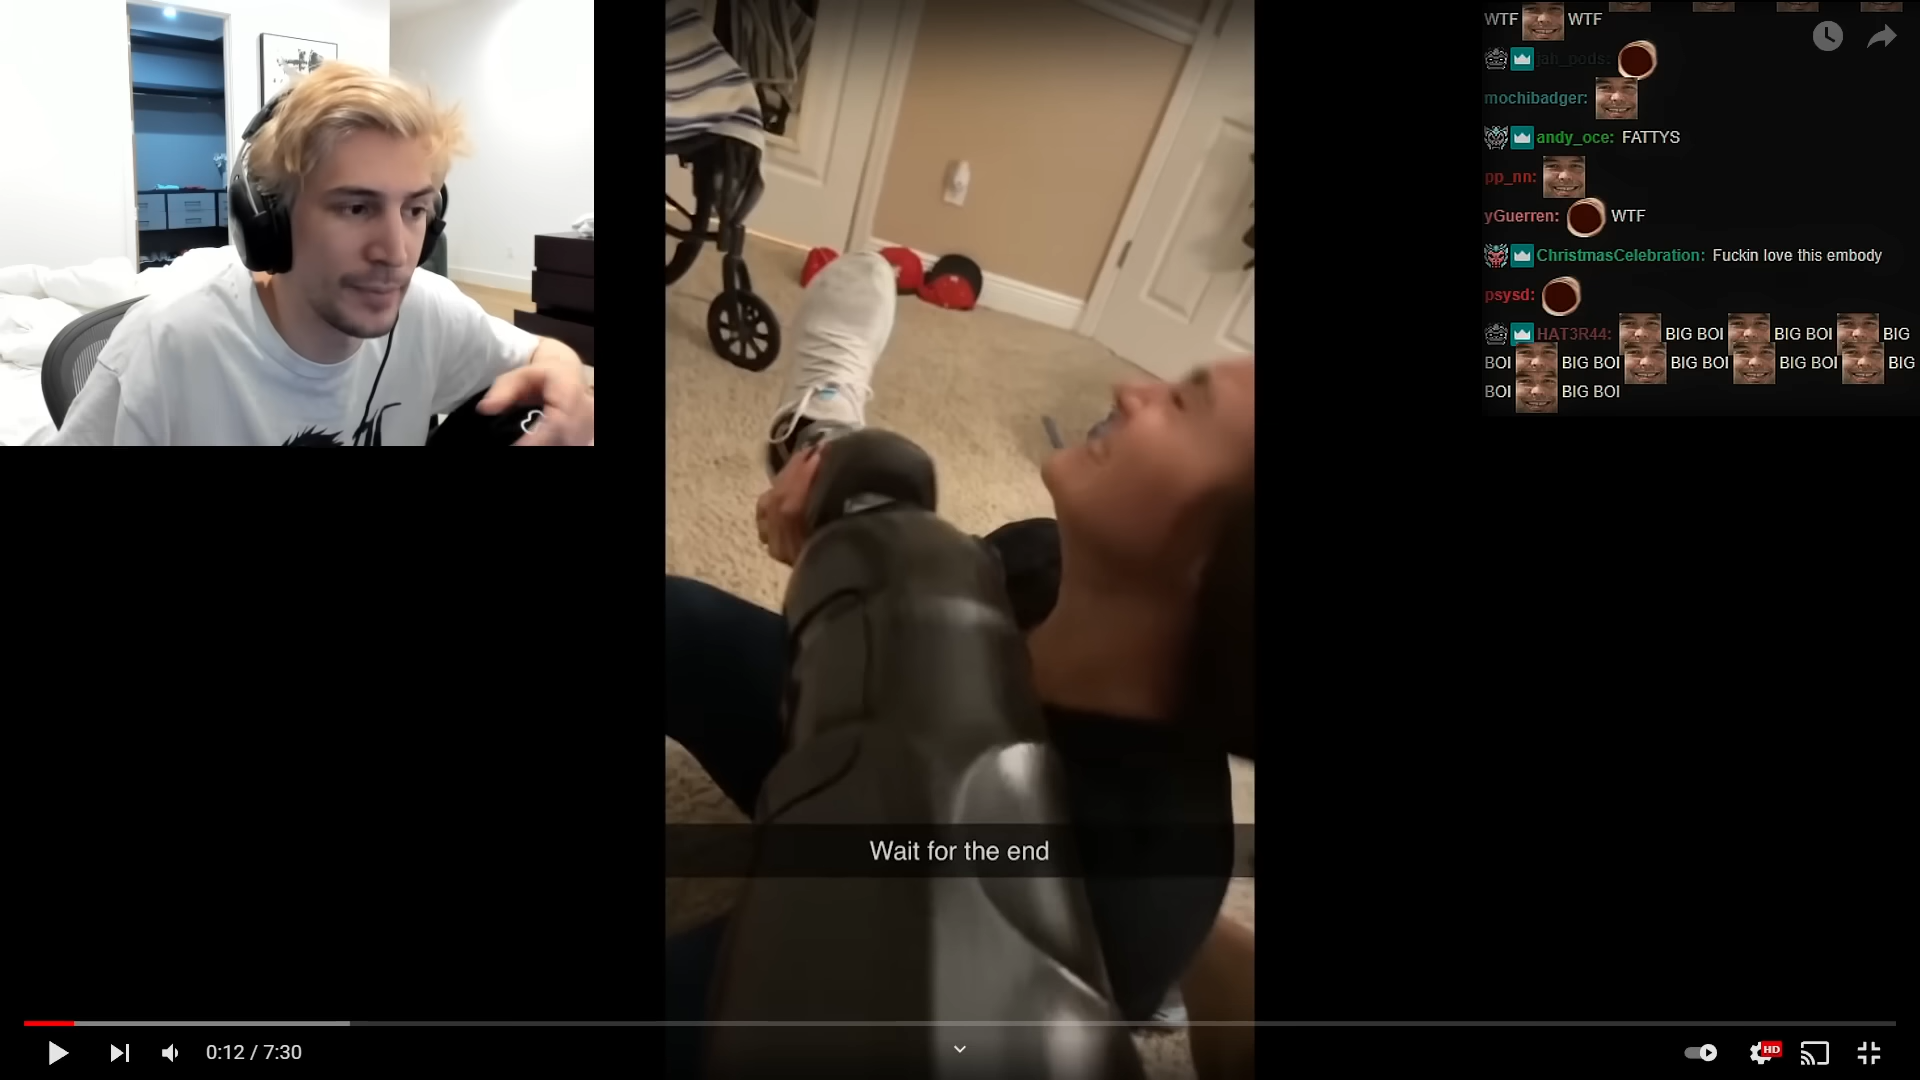 WTF WTF
jah_pods:
mochibadger:
andy_oce: FATTYS
pp_nn:
yGuerren: WTF
ChristmasCelebration: Fuckin love this embody
psysd:
HAT3R44: BIG BOI BIG BOI BIG
BOI BIG BOI BIG BOI BIG BOI BIG
BOI BIG BOI
Wait for the end
0:12 / 7:30
HD